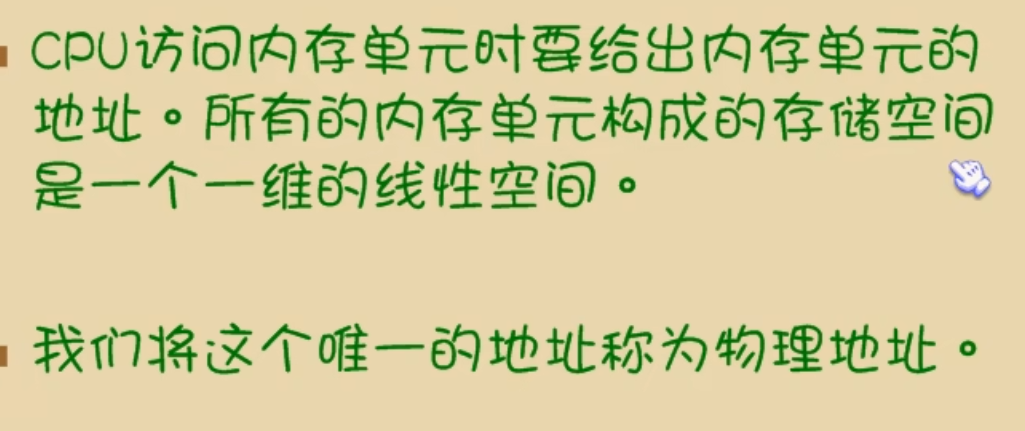 CPU访问内存单元时要给出内存单元的
地址。所有的内存单元构成的存储空间
是一个一维的线性空间。
我们将这个唯一的地址称为物理地址。